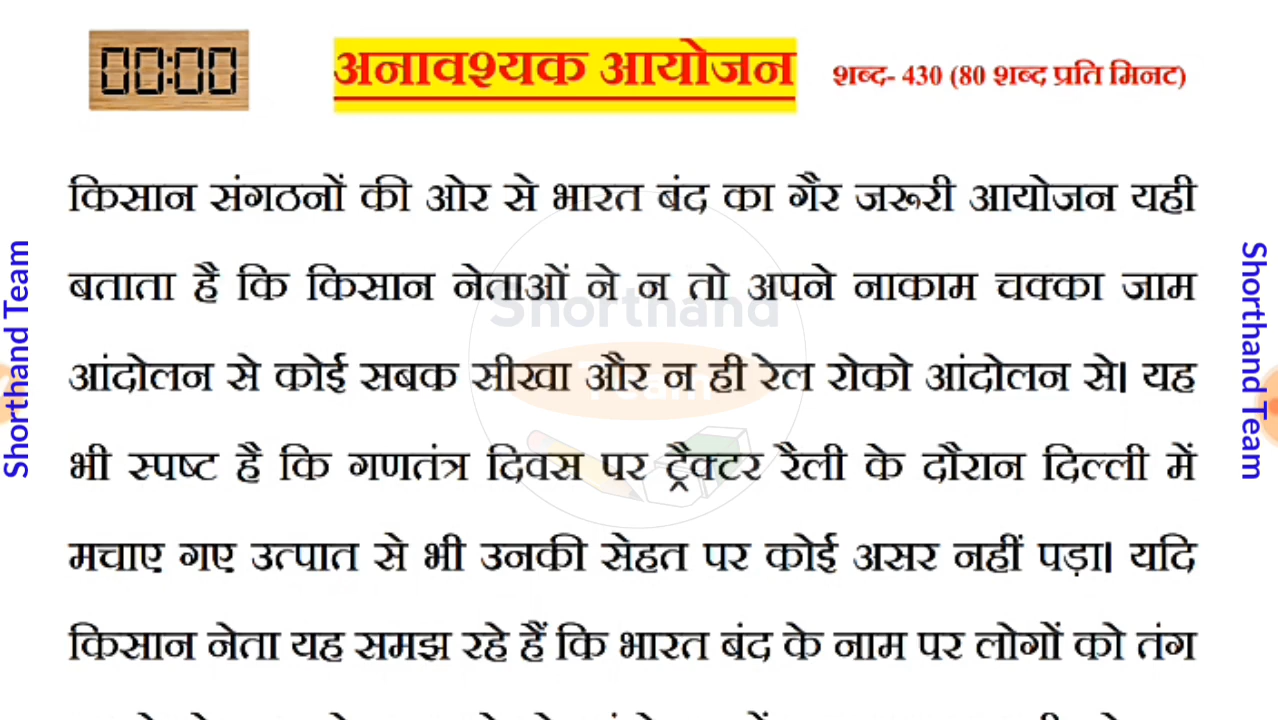 00:00
अनावश्यक आयोजन
शब्द- 430 (80 शब्द प्रति मिनट)
किसान संगठनों की ओर से भारत बंद का गैर जरूरी आयोजन यही
बताता है कि किसान नेताओं ने न तो अपने नाकाम चक्का जाम
आंदोलन से कोई सबक सीखा और न ही रेल रोको आंदोलन से। यह
भी स्पष्ट है कि गणतंत्र दिवस पर ट्रैक्टर रैली के दौरान दिल्ली में
मचाए गए उत्पात से भी उनकी सेहत पर कोई असर नहीं पड़ा। यदि
किसान नेता यह समझ रहे हैं कि भारत बंद के नाम पर लोगों को तंग
Shorthand Team
Shorthand Team
Shorthand
Team